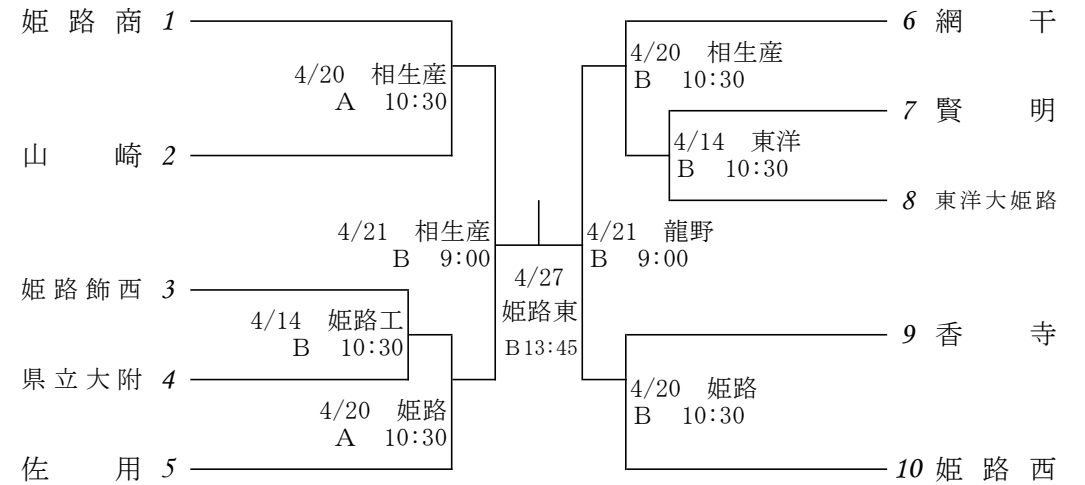 姫路商 1
4/20 相生産
A 10:30
山崎 2
4/21 相生産
B 9:00
姫路飾西 3
4/14 姫路工
B 10:30
県立大附 4
4/20 姫路
A 10:30
佐用 5
4/27
姫路東
B13:45
6 網干
4/20 相生産
B 10:30
7 賢明
4/14 東洋
B 10:30
8 東洋大姫路
4/21 龍野
B 9:00
9 香寺
4/20 姫路
B 10:30
10 姫路西